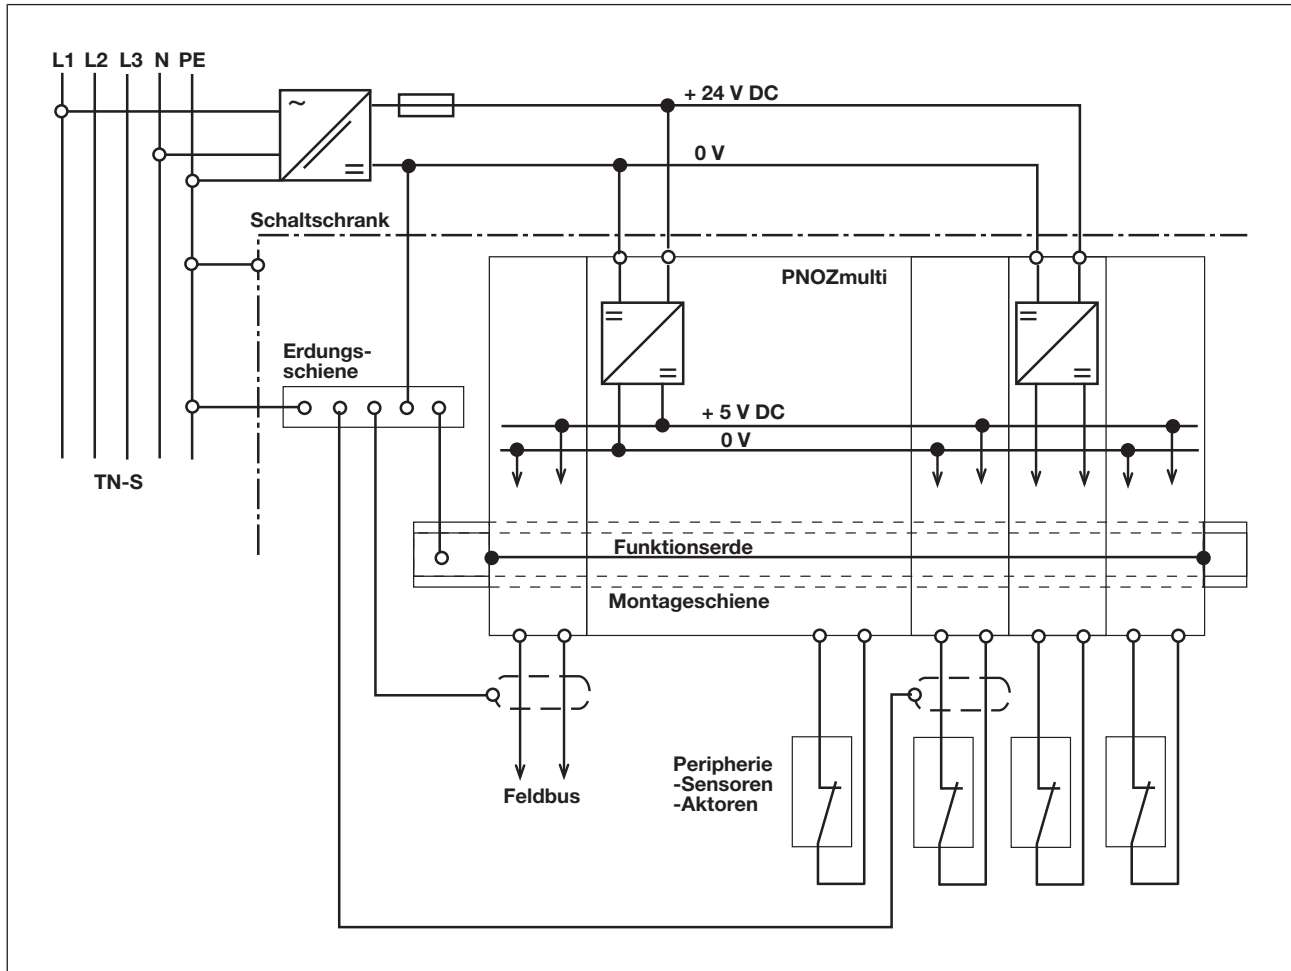 L1 L2 L3 N PE
~
+ 24 V DC
0 V
Schaltschrank
PNOZmulti
Erdungs-
schiene
+ 5 V DC
0 V
TN-S
Funktionserde
Montageschiene
Peripherie
-Sensoren
-Aktoren
Feldbus